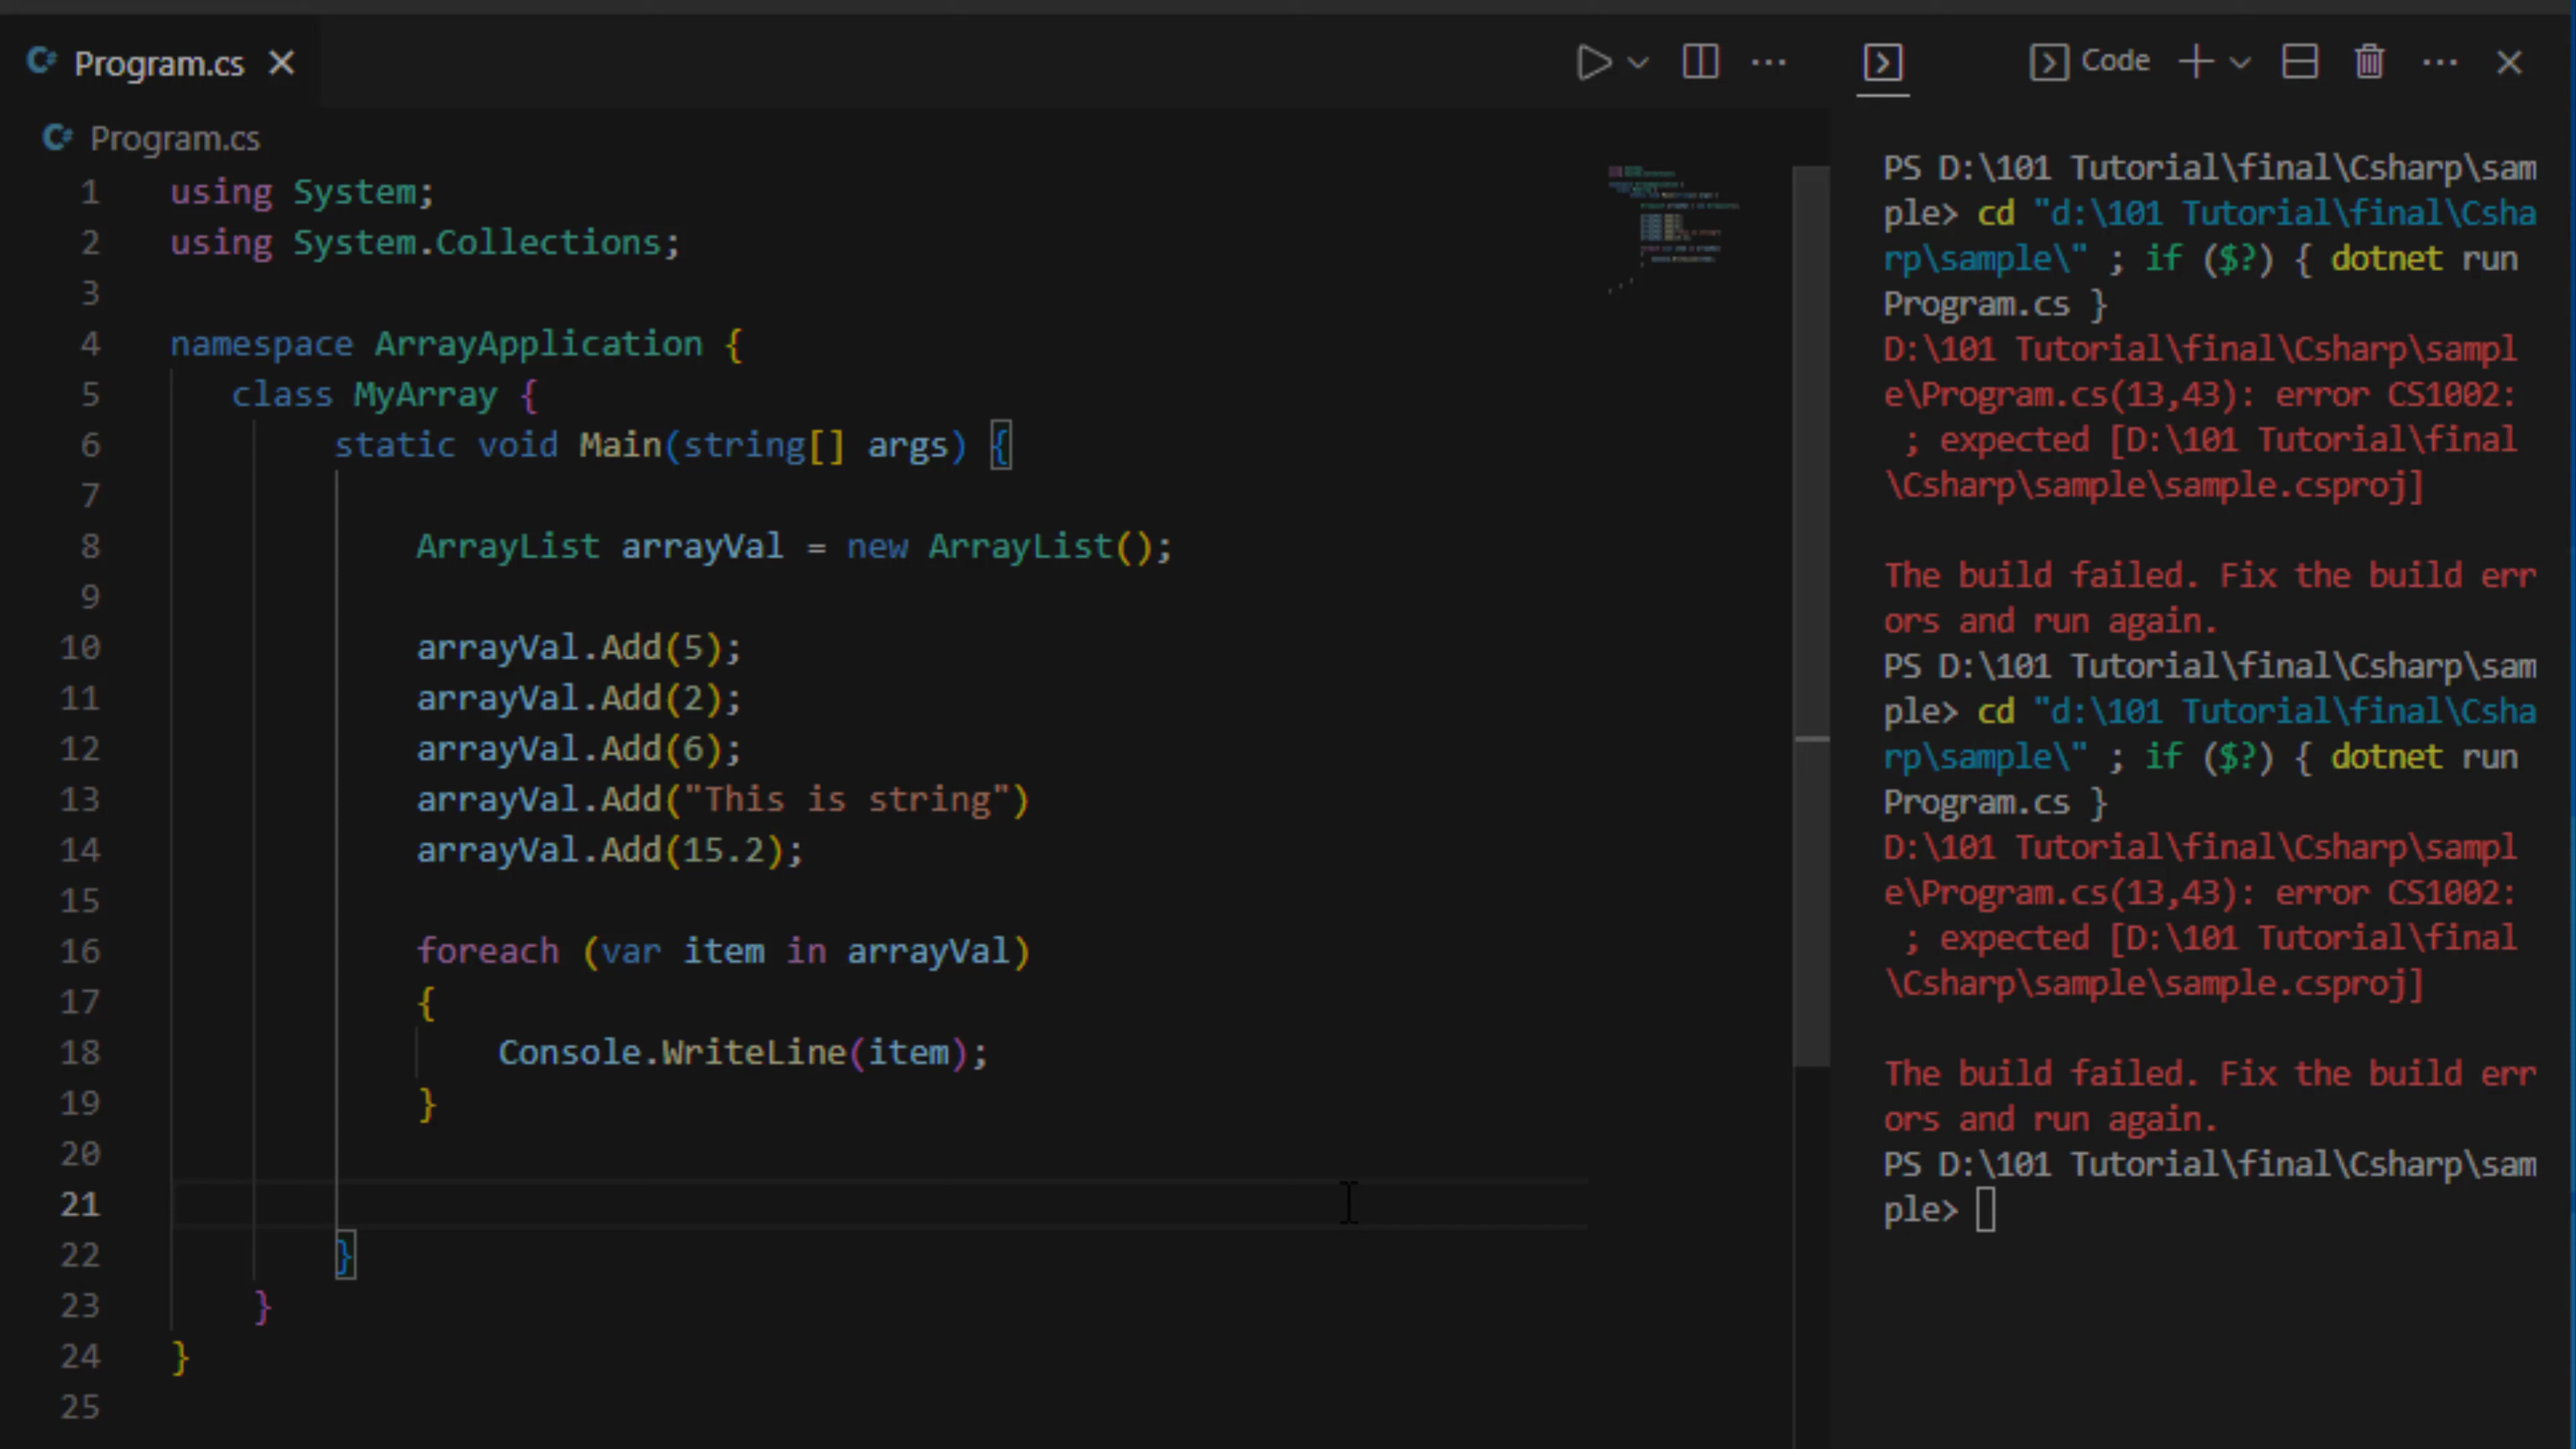 Program.cs
Code
Program.cs
1 using System;
2 using System.Collections;
3
4 namespace ArrayApplication {
5 class MyArray {
6 static void Main(string[] args) {
7
8 ArrayList arrayVal = new ArrayList();
9
10 arrayVal.Add(5);
11 arrayVal.Add(2);
12 arrayVal.Add(6);
13 arrayVal.Add("This is string")
14 arrayVal.Add(15.2);
15
16 foreach (var item in arrayVal)
17 {
18 Console.WriteLine(item);
19 }
20
21
22 }
23 }
24 }
25
PS D:\101 Tutorial\final\Csharp\sam
ple> cd "d:\101 Tutorial\final\Csha
rp\sample\" ; if ($?) { dotnet run
Program.cs }
D:\101 Tutorial\final\Csharp\sampl
e\Program.cs(13,43): error CS1002:
; expected [D:\101 Tutorial\final
\Csharp\sample\sample.csproj]
The build failed. Fix the build err
ors and run again.
PS D:\101 Tutorial\final\Csharp\sam
ple> cd "d:\101 Tutorial\final\Csha
rp\sample\" ; if ($?) { dotnet run
Program.cs }
D:\101 Tutorial\final\Csharp\sampl
e\Program.cs(13,43): error CS1002:
; expected [D:\101 Tutorial\final
\Csharp\sample\sample.csproj]
The build failed. Fix the build err
ors and run again.
PS D:\101 Tutorial\final\Csharp\sam
ple>